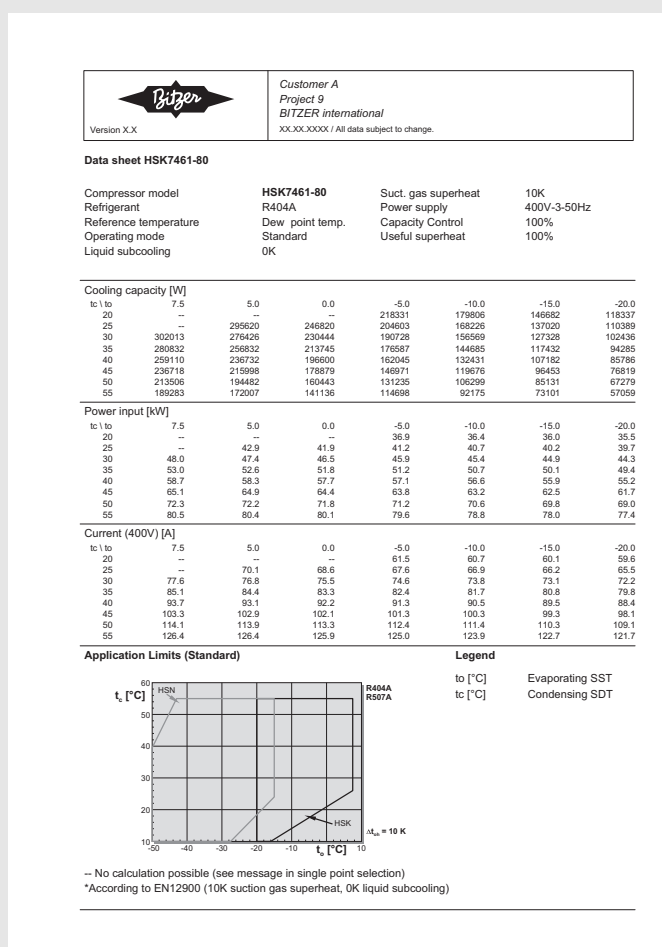 Bitzer
Version X.X
Customer A
Project 9
BITZER international
XX.XX.XXXX / All data subject to change.
Data sheet HSK7461-80
Compressor model HSK7461-80 Suct. gas superheat 10K
Refrigerant R404A Power supply 400V-3-50Hz
Reference temperature Dew point temp. Capacity Control 100%
Operating mode Standard Useful superheat 100%
Liquid subcooling 0K
Cooling capacity [W]
tc \ to 7.5 5.0 0.0 -5.0 -10.0 -15.0 -20.0
20 -- -- -- 218331 179806 146682 118337
25 -- 295620 246820 204603 168226 137020 110389
30 302013 276426 230444 190728 156569 127328 102436
35 280832 256832 213745 176587 144685 117432 94285
40 259110 236732 196600 162045 132431 107182 85786
45 236718 215998 178879 146971 119676 96453 76819
50 213506 194482 160443 131235 106299 85131 67279
55 189283 172007 141136 114698 92175 73101 57059
Power input [kW]
tc \ to 7.5 5.0 0.0 -5.0 -10.0 -15.0 -20.0
20 -- -- -- 36.9 36.4 36.0 35.5
25 -- 42.9 41.9 41.2 40.7 40.2 39.7
30 48.0 47.4 46.5 45.9 45.4 44.9 44.3
35 53.0 52.6 51.8 51.2 50.7 50.1 49.4
40 58.7 58.3 57.7 57.1 56.6 55.9 55.2
45 65.1 64.9 64.4 63.8 63.2 62.5 61.7
50 72.3 72.2 71.8 71.2 70.6 69.8 69.0
55 80.5 80.4 80.1 79.6 78.8 78.0 77.4
Current (400V) [A]
tc \ to 7.5 5.0 0.0 -5.0 -10.0 -15.0 -20.0
20 -- -- -- 61.5 60.7 60.1 59.6
25 -- 70.1 68.6 67.6 66.9 66.2 65.5
30 77.6 76.8 75.5 74.6 73.8 73.1 72.2
35 85.1 84.4 83.3 82.4 81.7 80.8 79.8
40 93.7 93.1 92.2 91.3 90.5 89.5 88.4
45 103.3 102.9 102.1 101.3 100.3 99.3 98.1
50 114.1 113.9 113.3 112.4 111.4 110.3 109.1
55 126.4 126.4 125.9 125.0 123.9 122.7 121.7
Application Limits (Standard) Legend
to [°C] Evaporating SST
tc [°C] Condensing SDT
tc [°C]
60
50
40
30
20
10
HSN
HSK
R404A
R507A
Δtoh = 10 K
-50 -40 -30 -20 -10 to [°C] 10
-- No calculation possible (see message in single point selection)
*According to EN12900 (10K suction gas superheat, 0K liquid subcooling)